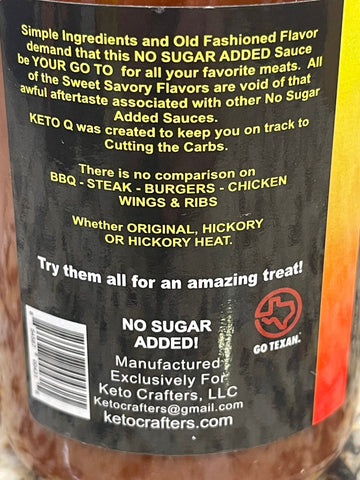 Simple Ingredients and Old Fashioned Flavor
demand that this NO SUGAR ADDED Sauce
be YOUR GO TO for all your favorite meats. All
of the Sweet Savory Flavors are void of that
awful aftertaste associated with other No Sugar
Added Sauces.
KETO Q was created to keep you on track to
Cutting the Carbs.
There is no comparison on
BBQ - STEAK - BURGERS - CHICKEN
WINGS & RIBS
Whether ORIGINAL, HICKORY
OR HICKORY HEAT.
Try them all for an amazing treat!
NO SUGAR
ADDED!
GO TEXAN.
Manufactured
Exclusively For
Keto Crafters, LLC
Ketocrafters@gmail.com
ketocrafters.com